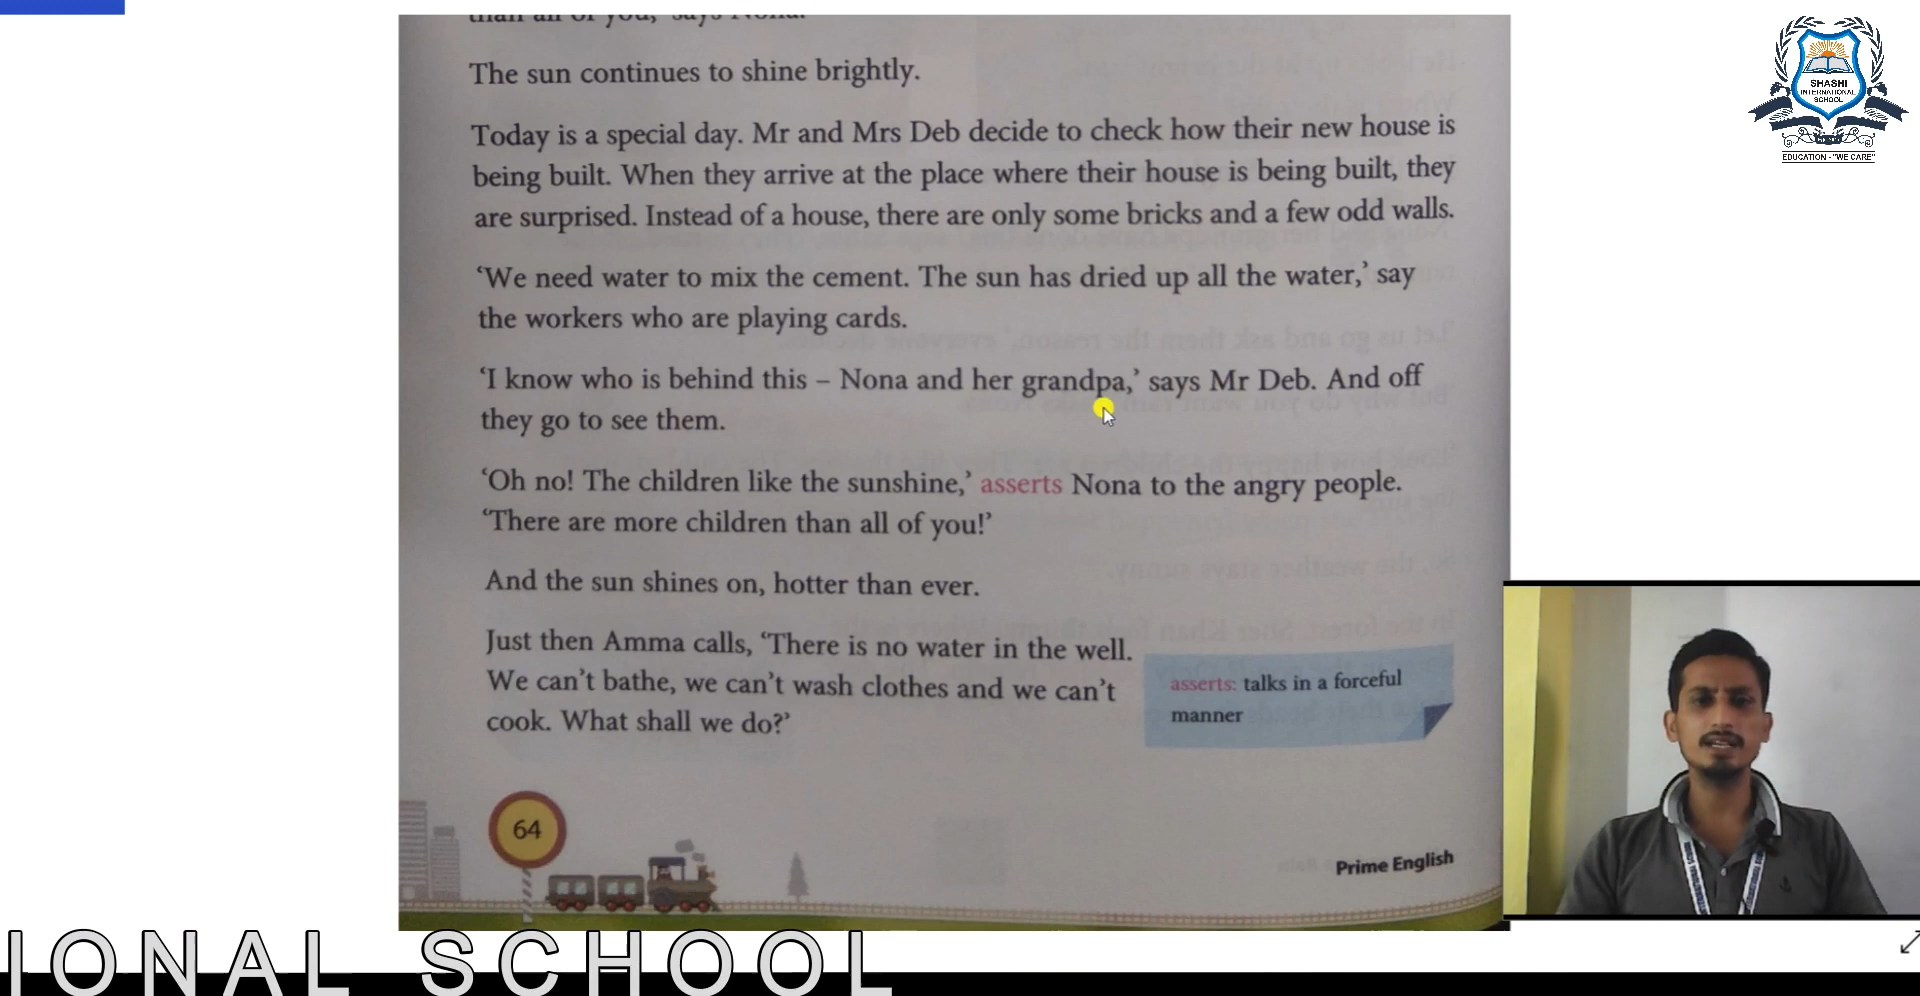 than all of you,' says Nona.
The sun continues to shine brightly.
Today is a special day. Mr and Mrs Deb decide to check how their new house is
being built. When they arrive at the place where their house is being built, they
are surprised. Instead of a house, there are only some bricks and a few odd walls.
‘We need water to mix the cement. The sun has dried up all the water,’ say
the workers who are playing cards.
‘I know who is behind this – Nona and her grandpa,’ says Mr Deb. And off
they go to see them.
‘Oh no! The children like the sunshine,’ asserts Nona to the angry people.
‘There are more children than all of you!’
And the sun shines on, hotter than ever.
Just then Amma calls, ‘There is no water in the well.
We can’t bathe, we can’t wash clothes and we can’t
cook. What shall we do?’
asserts: talks in a forceful
manner
64
Prime English
SHASHI
INTERNATIONAL
SCHOOL
EDUCATION - "WE CARE"
IONAL SCHOOL